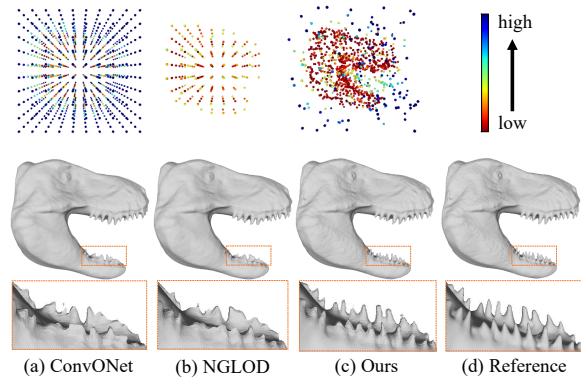 high
low
(a) ConvONet
(b) NGLOD
(c) Ours
(d) Reference